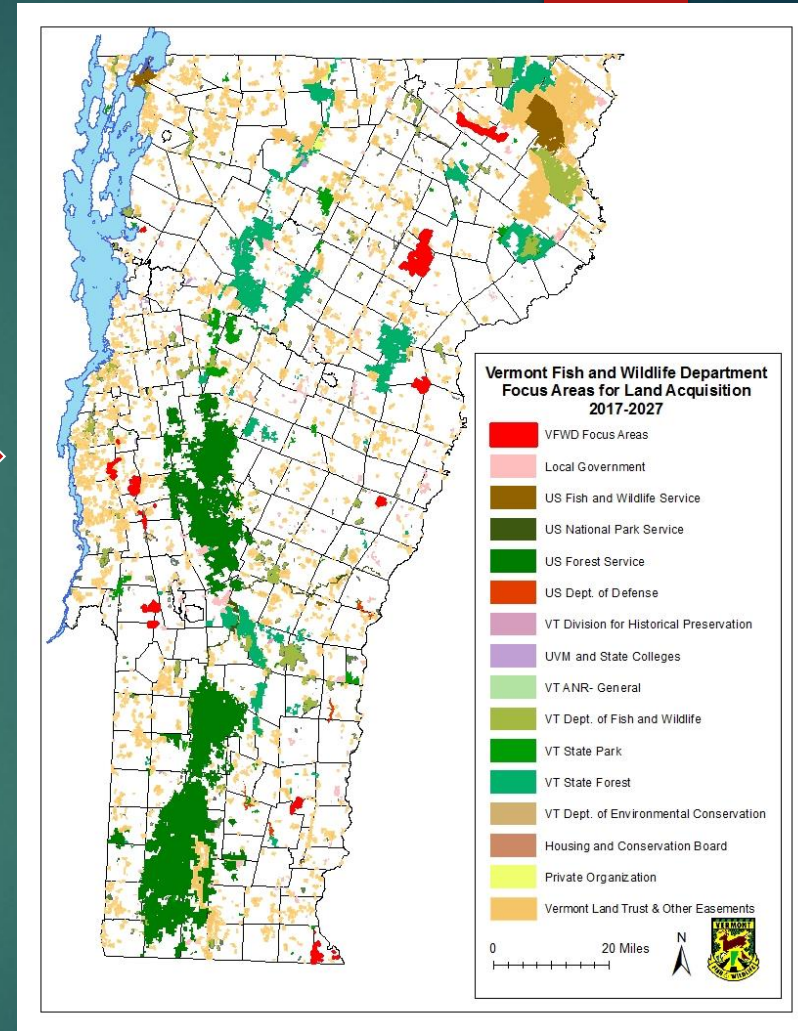 Vermont Fish and Wildlife Department
Focus Areas for Land Acquisition
2017-2027
VFWD Focus Areas
Local Government
US Fish and Wildlife Service
US National Park Service
US Forest Service
US Dept. of Defense
VT Division for Historical Preservation
UVM and State Colleges
VT ANR- General
VT Dept. of Fish and Wildlife
VT State Park
VT State Forest
VT Dept. of Environmental Conservation
Housing and Conservation Board
Private Organization
Vermont Land Trust & Other Easements
0 20 Miles
N
VERMONT
FISH & WILDLIFE